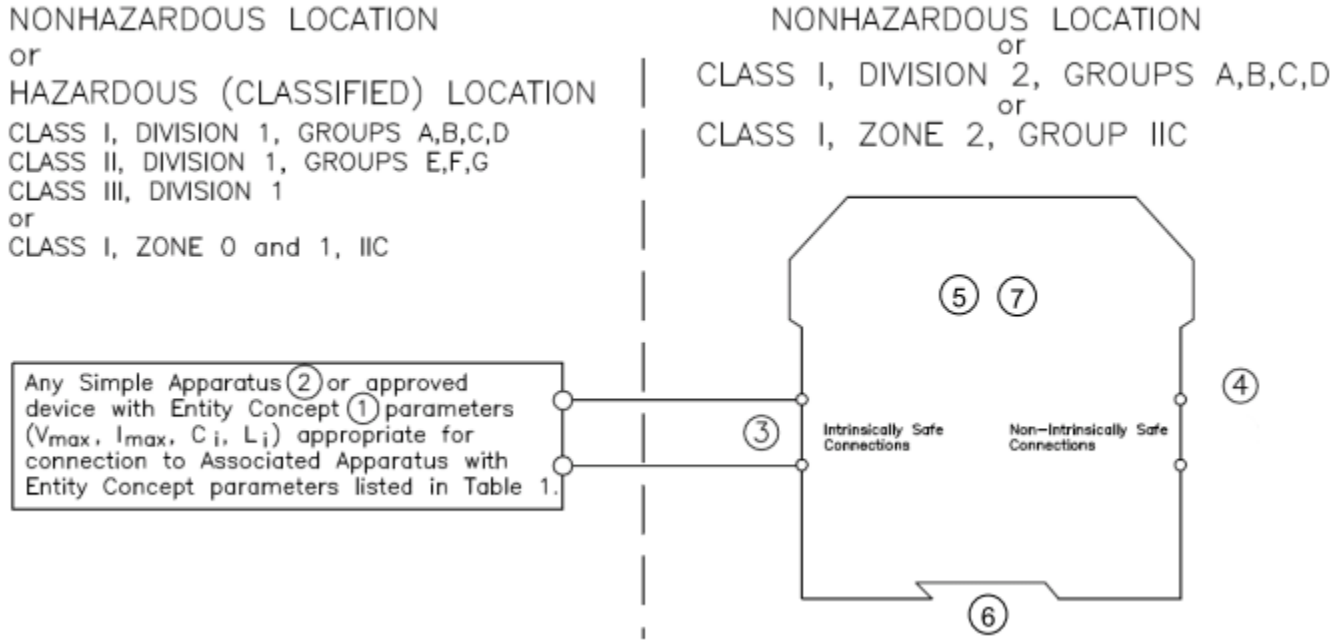 NONHAZARDOUS LOCATION
or
HAZARDOUS (CLASSIFIED) LOCATION
CLASS I, DIVISION 1, GROUPS A,B,C,D
CLASS II, DIVISION 1, GROUPS E,F,G
CLASS III, DIVISION 1
or
CLASS I, ZONE 0 and 1, IIC
NONHAZARDOUS LOCATION
or
CLASS I, DIVISION 2, GROUPS A,B,C,D
or
CLASS I, ZONE 2, GROUP IIC
5 7
Any Simple Apparatus 2 or approved
device with Entity Concept 1 parameters
(Vmax, Imax, Ci, Li) appropriate for
connection to Associated Apparatus with
Entity Concept parameters listed in Table 1.
3
Intrinsically Safe
Connections
Non-Intrinsically Safe
Connections
4
6